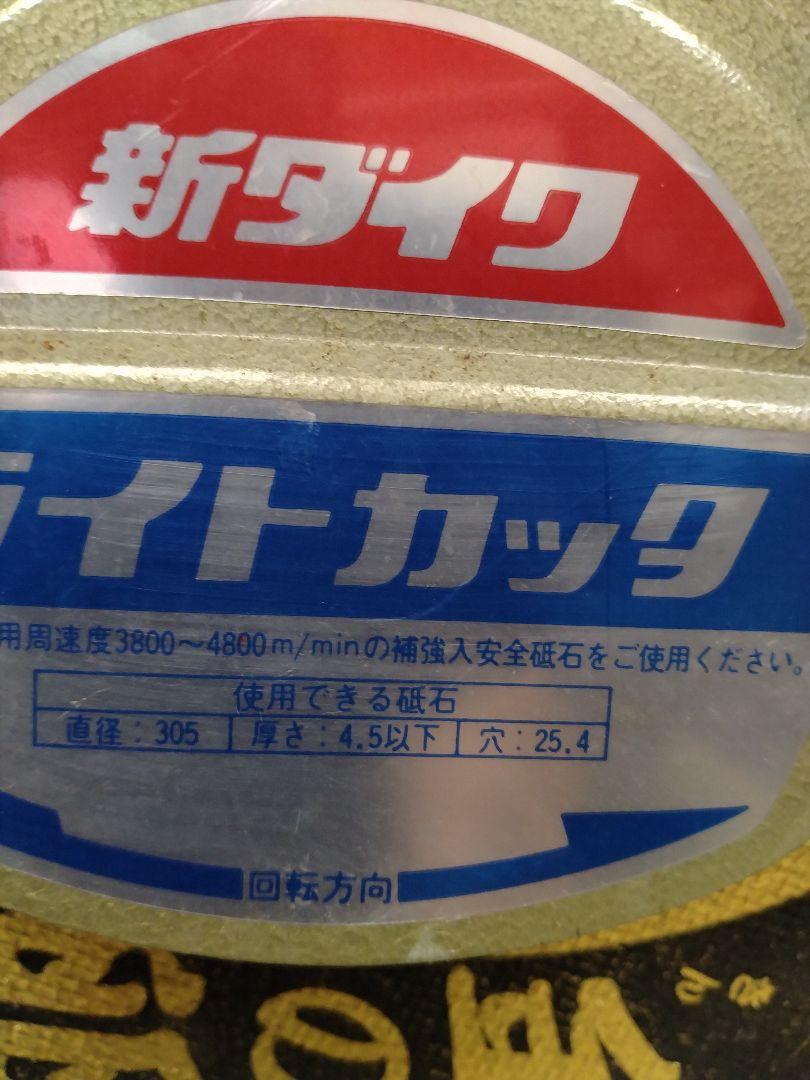 新ダイワ
ライトカッタ
用周速度3800～4800m/minの補強入安全砥石をご使用ください。
使用できる砥石
直径：305 厚さ：4.5以下 穴：25.4
回転方向